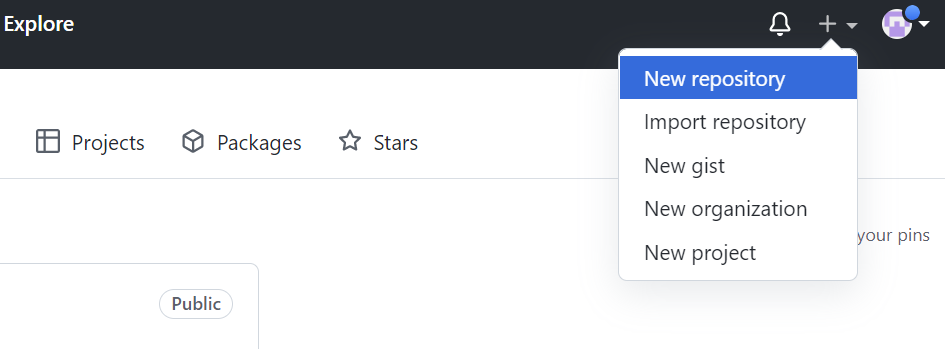 Explore
New repository
Import repository
New gist
New organization
New project
Projects Packages Stars
your pins
Public